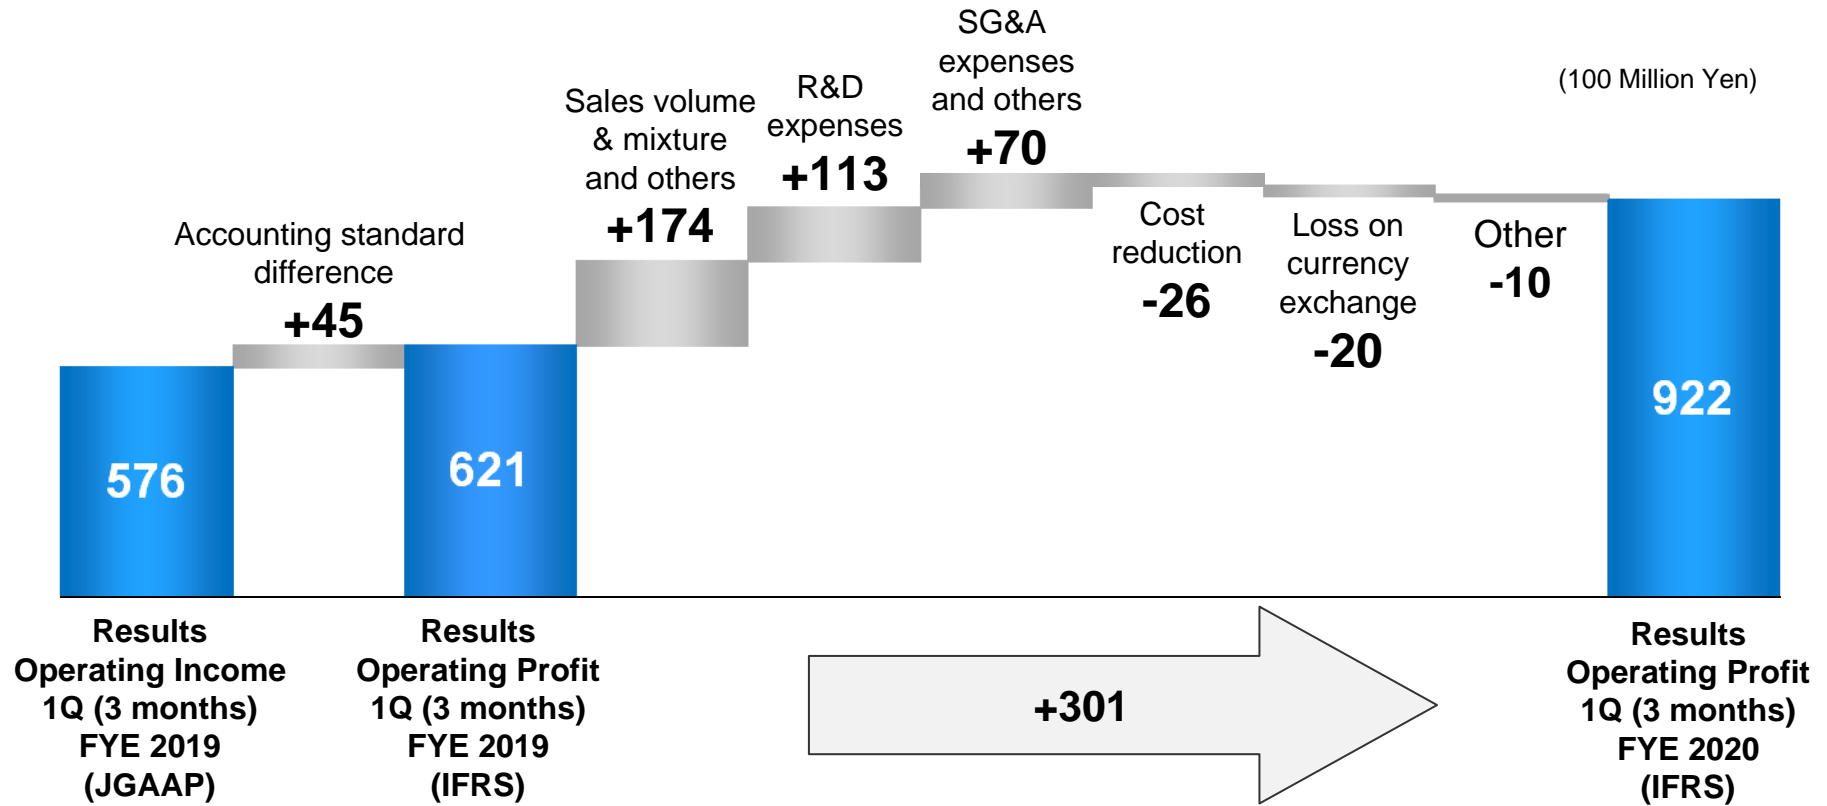 (100 Million Yen)
Accounting standard
difference
+45
Sales volume
& mixture
and others
+174
R&D
expenses
+113
SG&A
expenses
and others
+70
Cost
reduction
-26
Loss on
currency
exchange
-20
Other
-10
576
621
922
Results
Operating Income
1Q (3 months)
FYE 2019
(JGAAP)
Results
Operating Profit
1Q (3 months)
FYE 2019
(IFRS)
+301
Results
Operating Profit
1Q (3 months)
FYE 2020
(IFRS)